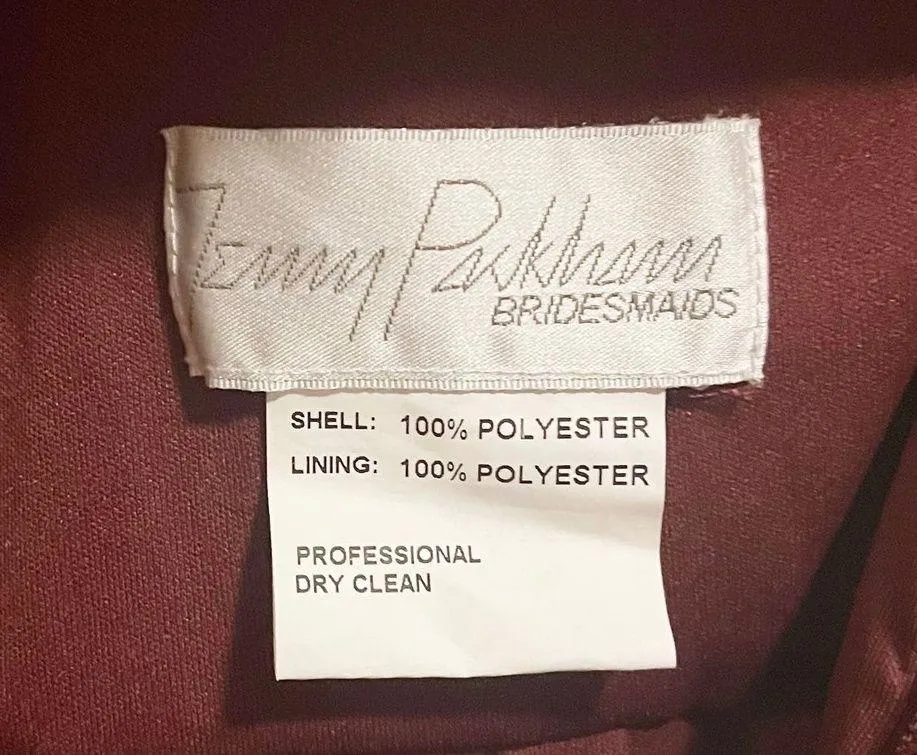 Jenny Packham
BRIDESMAIDS
SHELL: 100% POLYESTER
LINING: 100% POLYESTER
PROFESSIONAL
DRY CLEAN